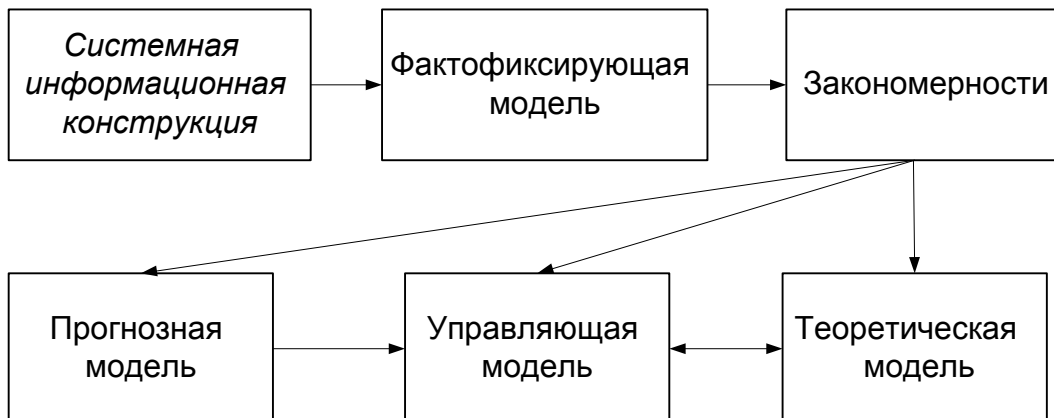 Системная
информационная
конструкция
Фактофиксирующая
модель
Закономерности
Прогнозная
модель
Управляющая
модель
Теоретическая
модель